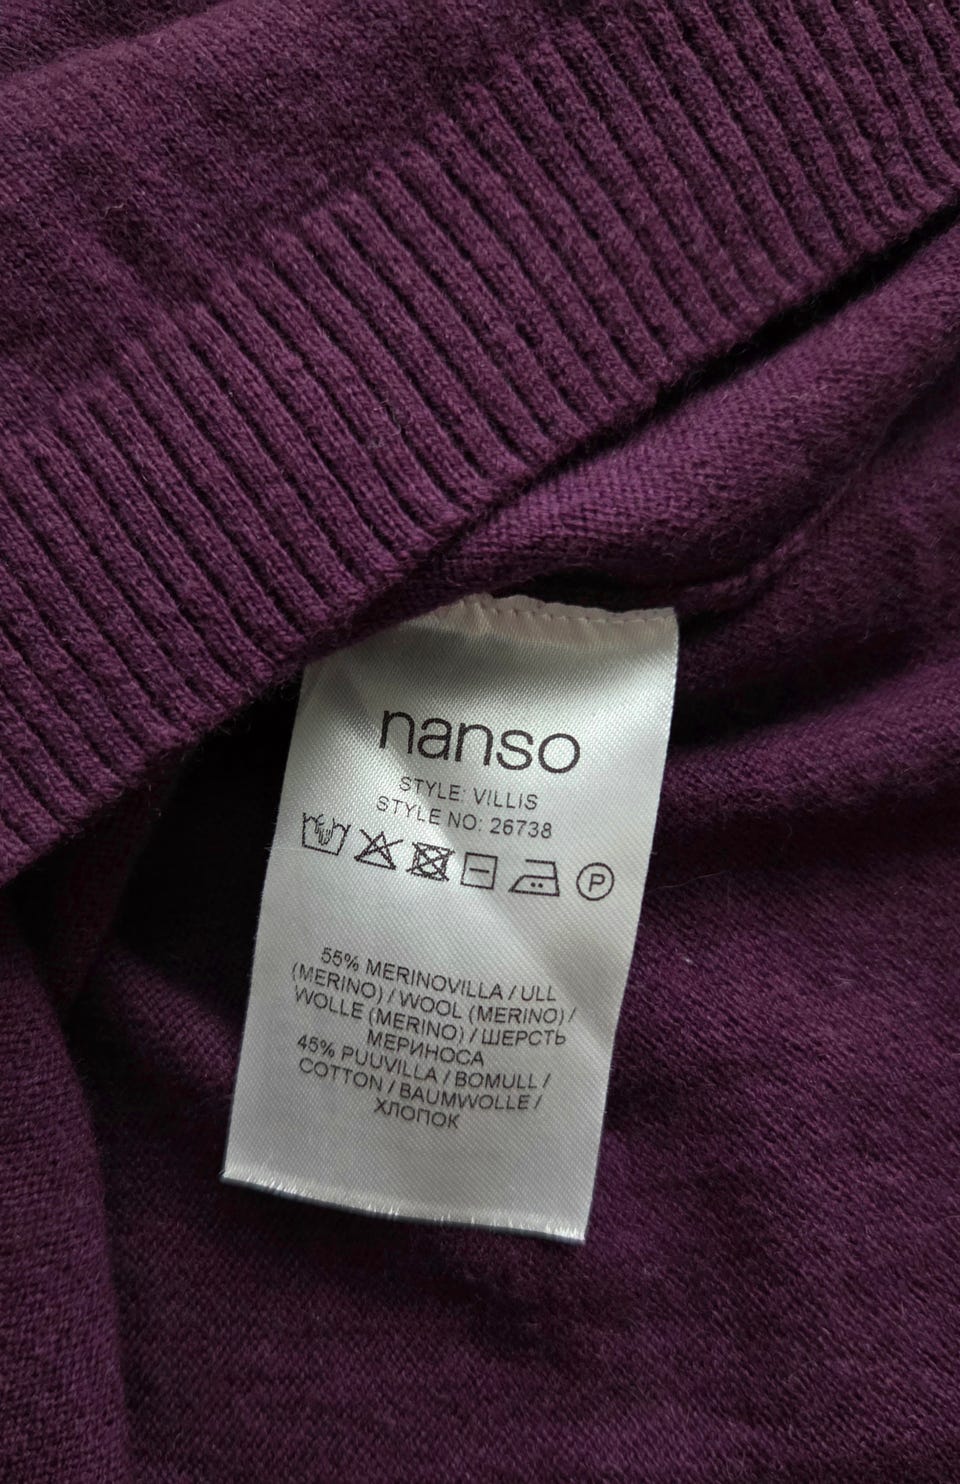 nanso
STYLE: VILLIS
STYLE NO: 26738
P
55% MERINOVILLA / ULL
(MERINO) / WOOL (MERINO) /
WOLLE (MERINO) / ШЕРСТЬ
МЕРИНОСА
45% PUUVILLA / BOMULL /
COTTON / BAUMWOLLE /
ХЛОПОК